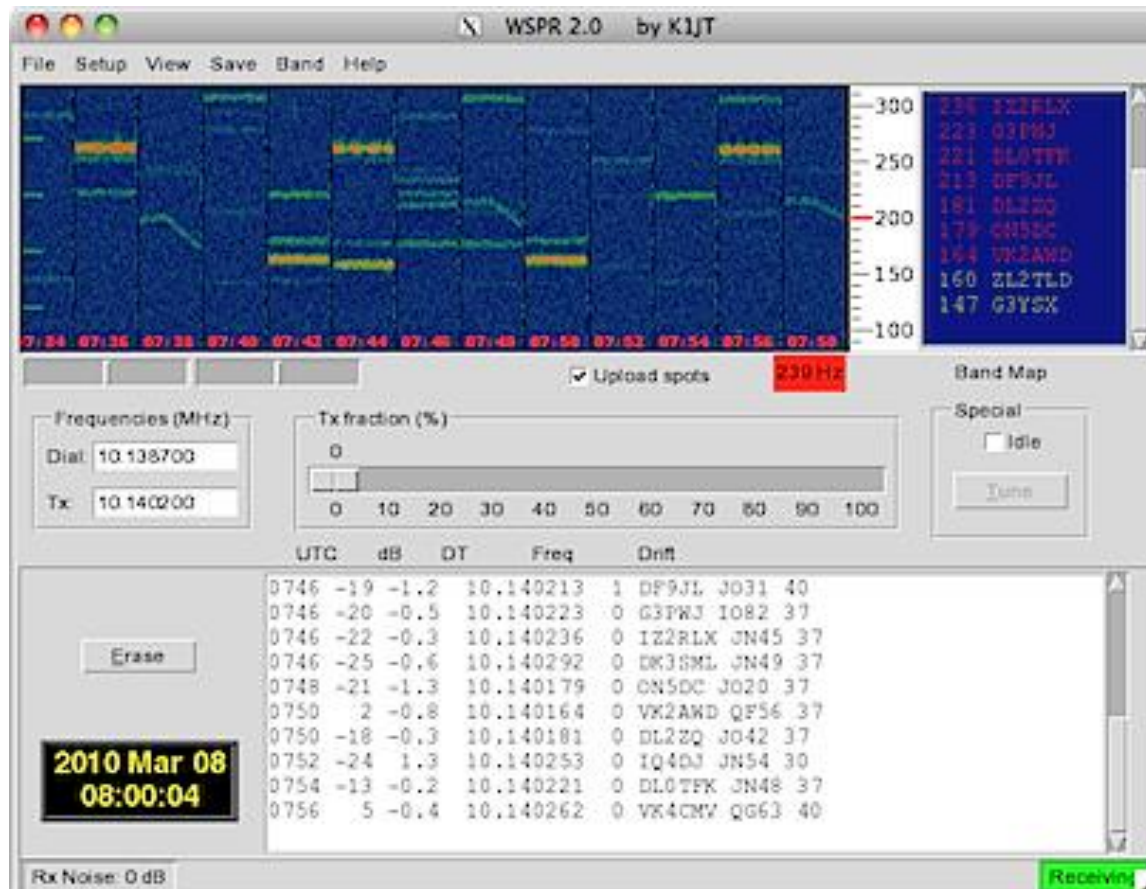 WSPR 2.0 by K1JT
File Setup View Save Band Help
300
250
200
150
100
236 IZ2RLX
223 G3PWJ
221 DL0TFK
213 DF9JL
181 DL2ZQ
179 ON5DC
164 VK2AWD
160 ZL2TLD
147 G3YSX
07:34 07:36 07:38 07:40 07:42 07:44 07:46 07:48 07:50 07:52 07:54 07:56 07:58
Upload spots
239 Hz
Band Map
Frequencies (MHz)
Dial: 10.138700
Tx: 10.140200
Tx fraction (%)
0
0 10 20 30 40 50 60 70 80 90 100
Special
Idle
Tune
UTC dB DT Freq Drift
0746 -19 -1.2 10.140213 1 DF9JL JO31 40
0746 -20 -0.5 10.140223 0 G3PWJ IO82 37
0746 -22 -0.3 10.140236 0 IZ2RLX JN45 37
0746 -25 -0.6 10.140292 0 DK3SML JN49 37
0748 -21 -1.3 10.140179 0 ON5DC JO20 37
0750 2 -0.8 10.140164 0 VK2AWD QF56 37
0750 -18 -0.3 10.140181 0 DL2ZQ JO42 37
0752 -24 1.3 10.140253 0 IQ4DJ JN54 30
0754 -13 -0.2 10.140221 0 DL0TFK JN48 37
0756 5 -0.4 10.140262 0 VK4CMV QG63 40
Erase
2010 Mar 08
08:00:04
Rx Noise: 0 dB
Receiving